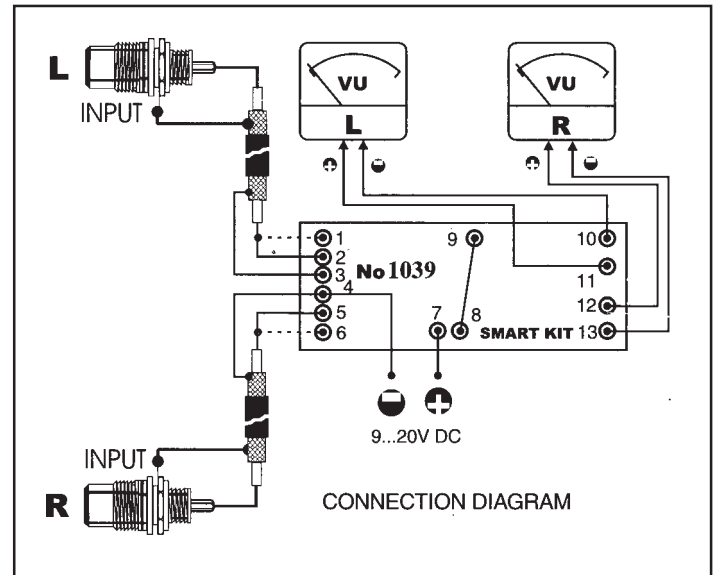 L
INPUT
VU
L
VU
R
1
2
3
4
5
6
No 1039
9
8
7
10
11
12
13
SMART KIT
9...20V DC
INPUT
R
CONNECTION DIAGRAM